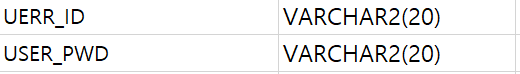 UERR_ID VARCHAR2(20)
USER_PWD VARCHAR2(20)